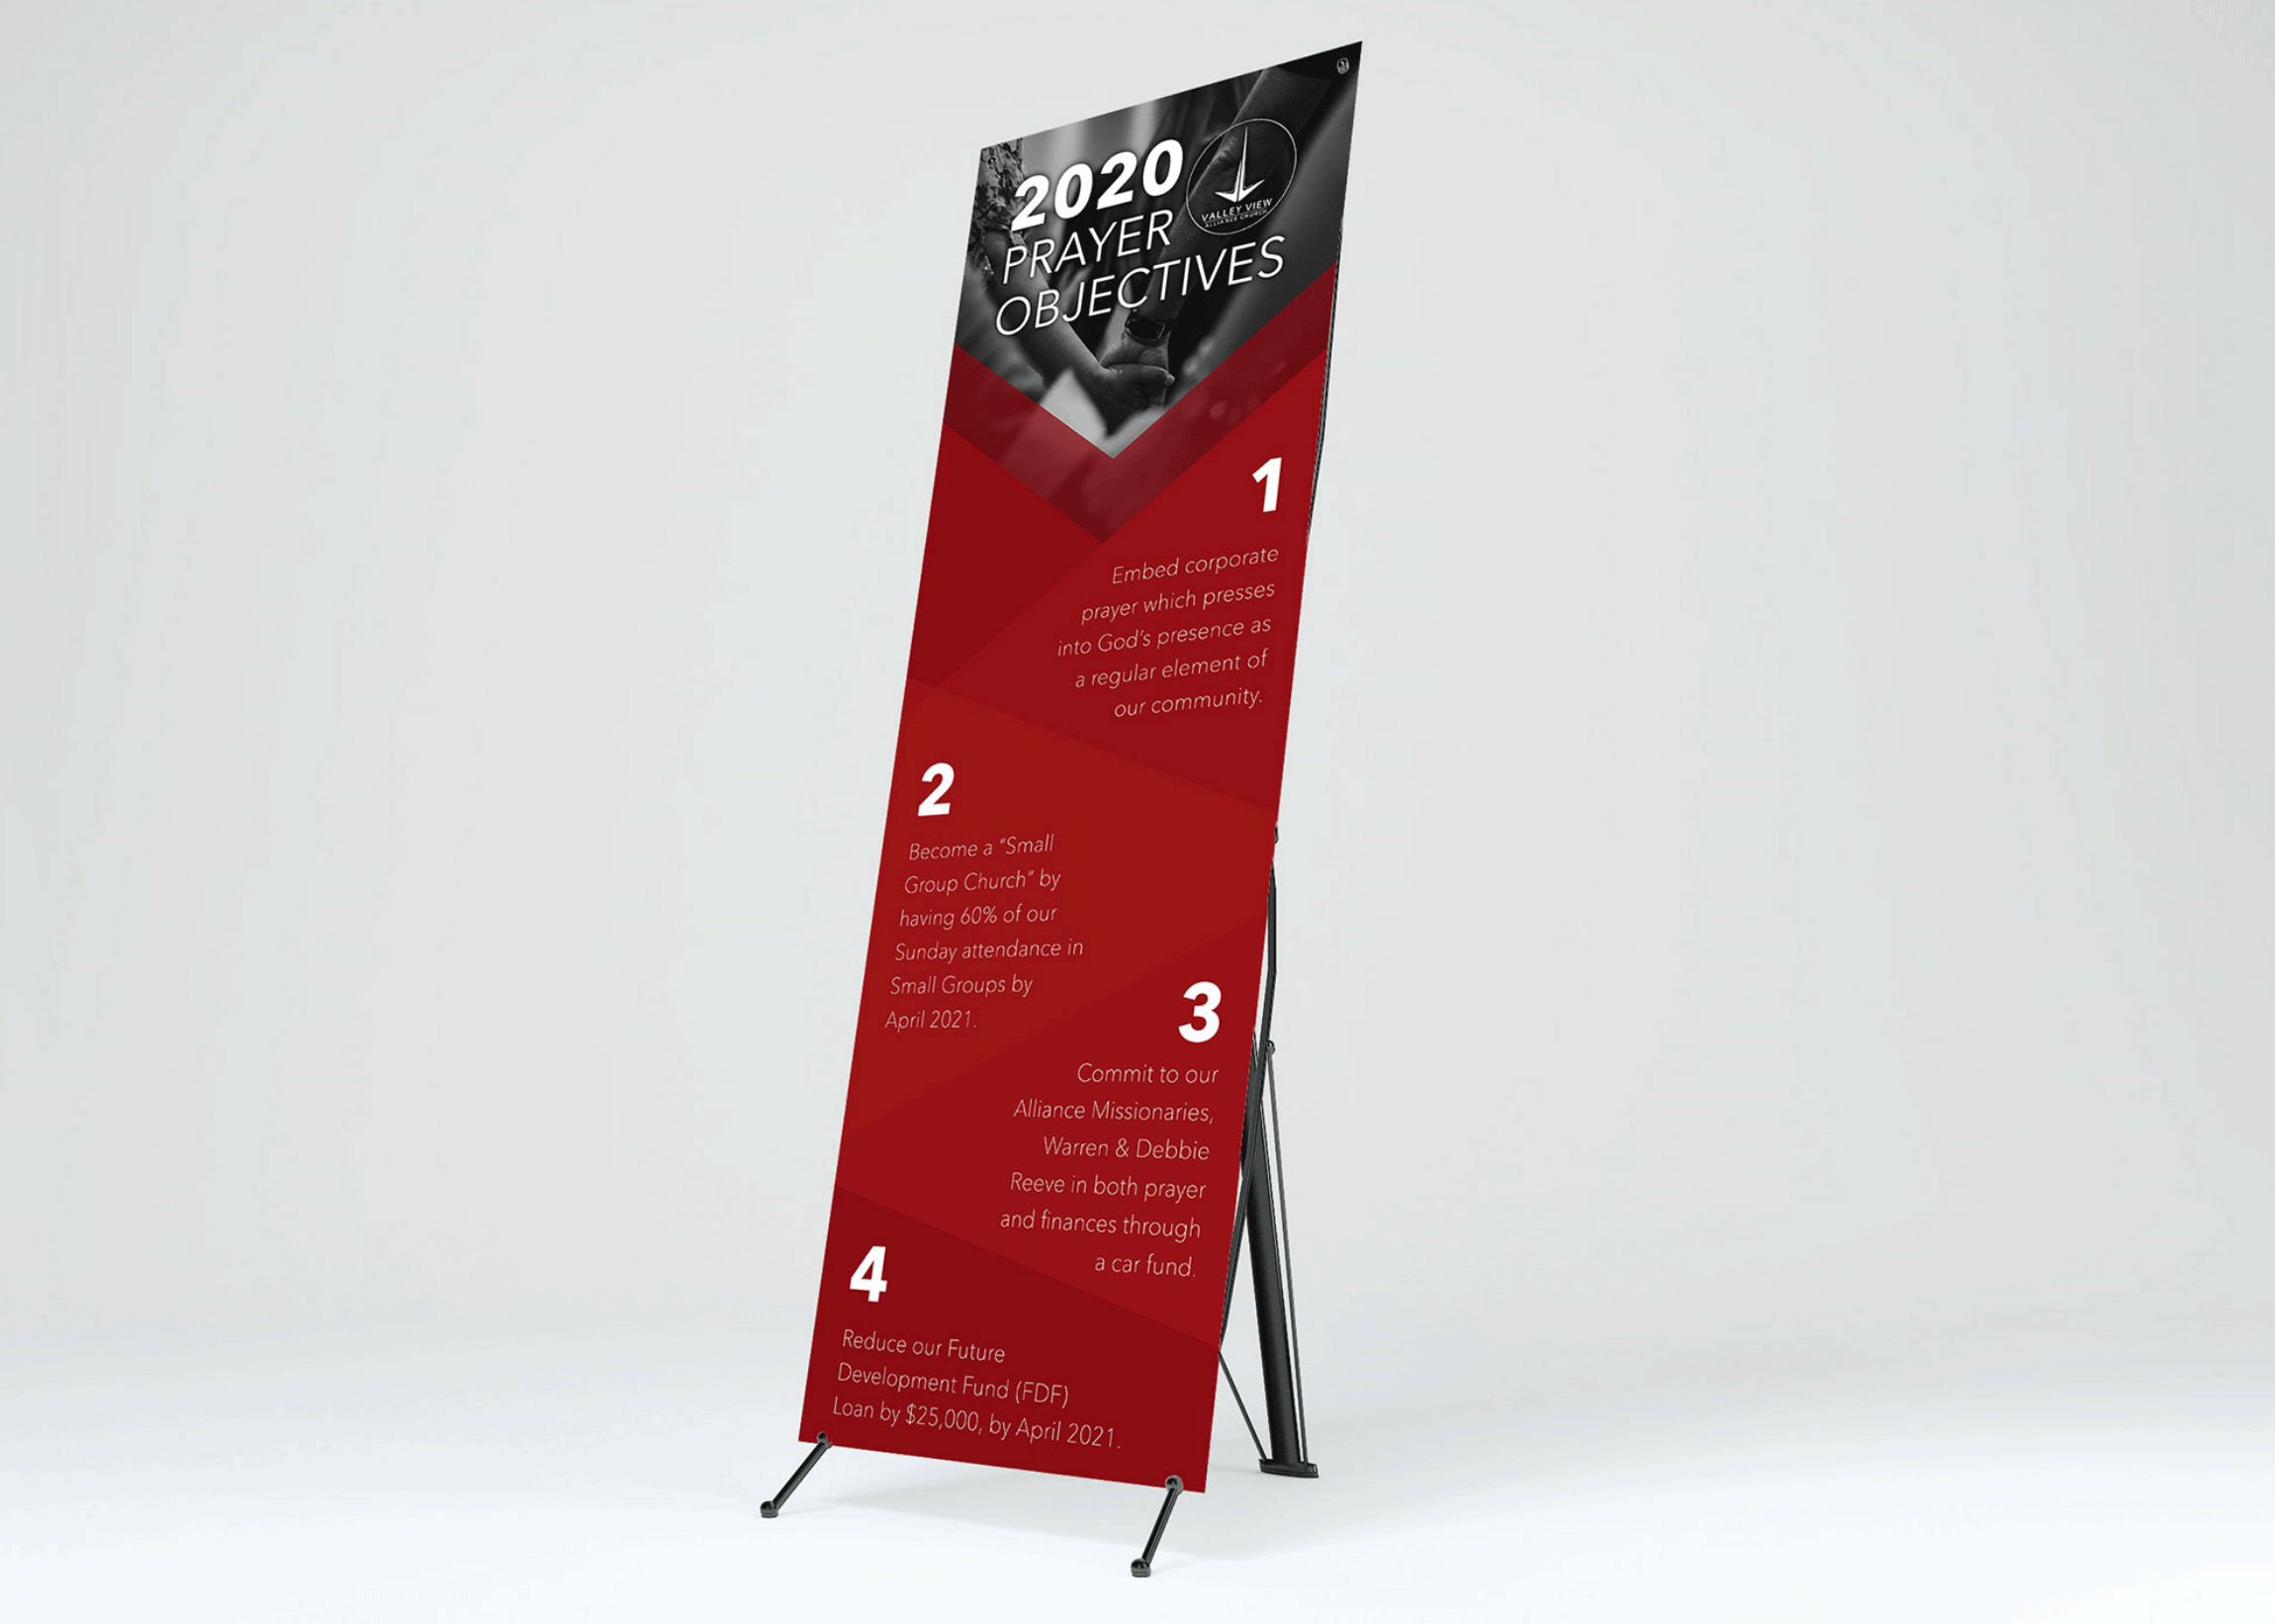 2020
PRAYER
OBJECTIVES
VALLEY VIEW
ALLIANCE CHURCH
1
Embed corporate
prayer which presses
into God's presence as
a regular element of
our community.
2
Become a "Small
Group Church" by
having 60% of our
Sunday attendance in
Small Groups by
April 2021.
3
Commit to our
Alliance Missionaries,
Warren & Debbie
Reeve in both prayer
and finances through
a car fund.
4
Reduce our Future
Development Fund (FDF)
Loan by $25,000, by April 2021.